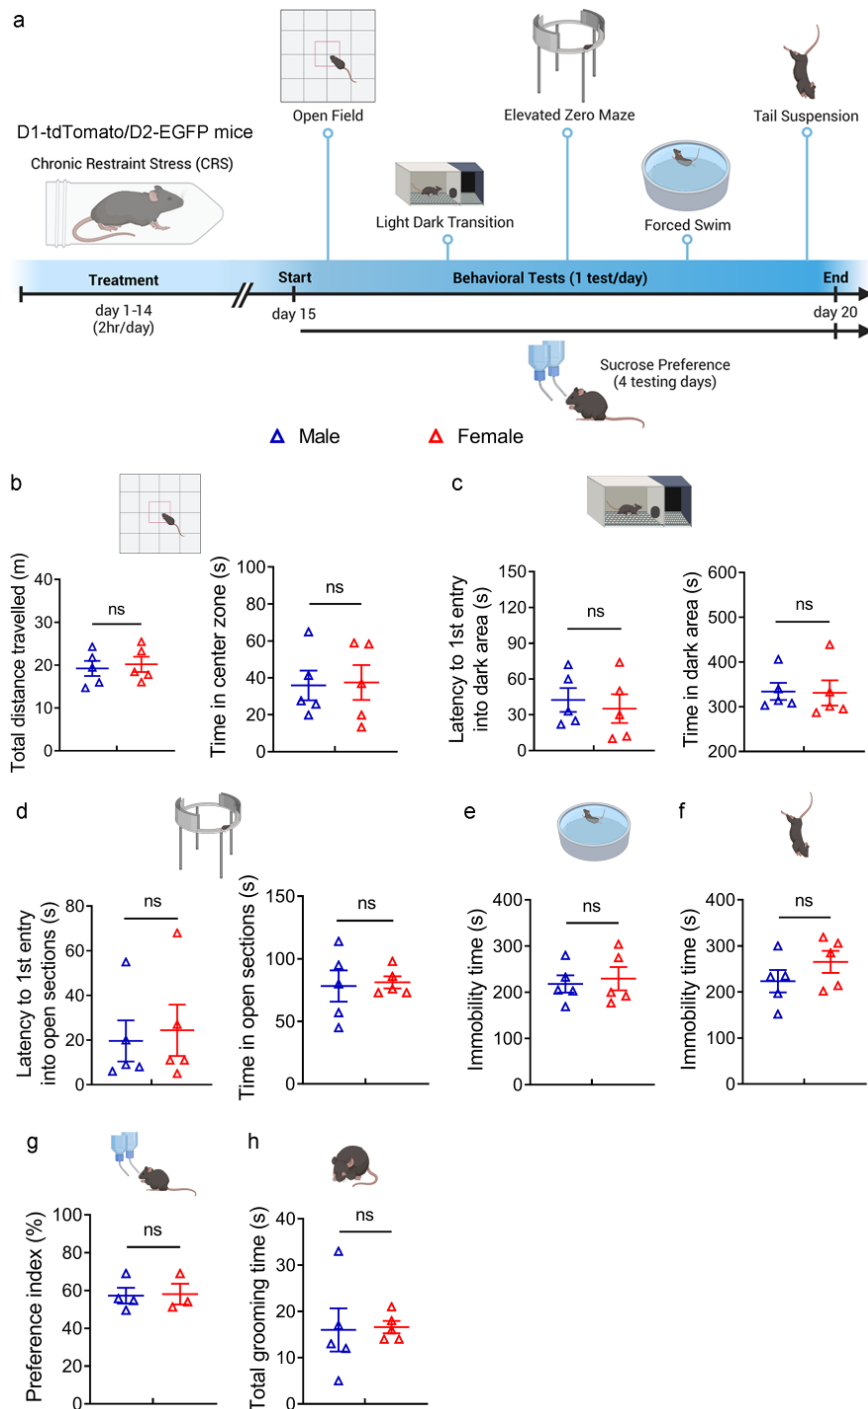 a
Open Field
Elevated Zero Maze
Tail Suspension
D1-tdTomato/D2-EGFP mice
Chronic Restraint Stress (CRS)
Light Dark Transition
Forced Swim
Treatment
Start
Behavioral Tests (1 test/day)
End
day 1-14
(2hr/day)
day 15
day 20
Sucrose Preference
(4 testing days)
Male
Female
b
Total distance travelled (m)
40
30
20
10
0
ns
Time in center zone (s)
100
80
60
40
20
0
ns
c
Latency to 1st entry
into dark area (s)
150
120
90
60
30
0
ns
Time in dark area (s)
600
500
400
300
200
ns
d
Latency to 1st entry
into open sections (s)
80
60
40
20
0
ns
Time in open sections (s)
150
100
50
0
ns
e
Immobility time (s)
400
300
200
100
0
ns
f
Immobility time (s)
400
300
200
100
0
ns
g
Preference index (%)
100
80
60
40
20
0
ns
h
Total grooming time (s)
40
30
20
10
0
ns